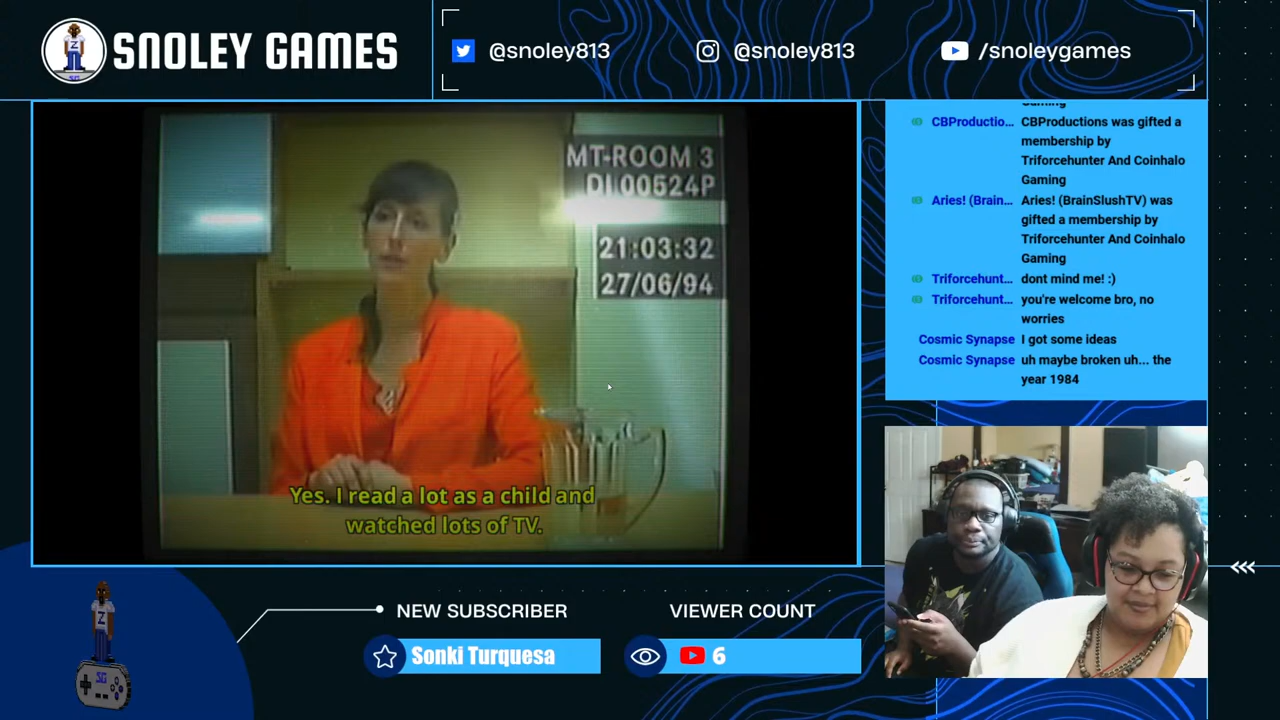 SNOLEY GAMES
@snoley813
@snoley813
/snoleygames
MT-ROOM 3
DI 00524P
21:03:32
27/06/94
Yes. I read a lot as a child and
watched lots of TV.
Gaming
CBProductio... CBProductions was gifted a
membership by
Triforcehunter And Coinhalo
Gaming
Aries! (Brain... Aries! (BrainSlushTV) was
gifted a membership by
Triforcehunter And Coinhalo
Gaming
Triforcehunt... dont mind me! :)
Triforcehunt... you're welcome bro, no
worries
Cosmic Synapse I got some ideas
Cosmic Synapse uh maybe broken uh... the
year 1984
NEW SUBSCRIBER
Sonki Turquesa
VIEWER COUNT
6
Z
SG